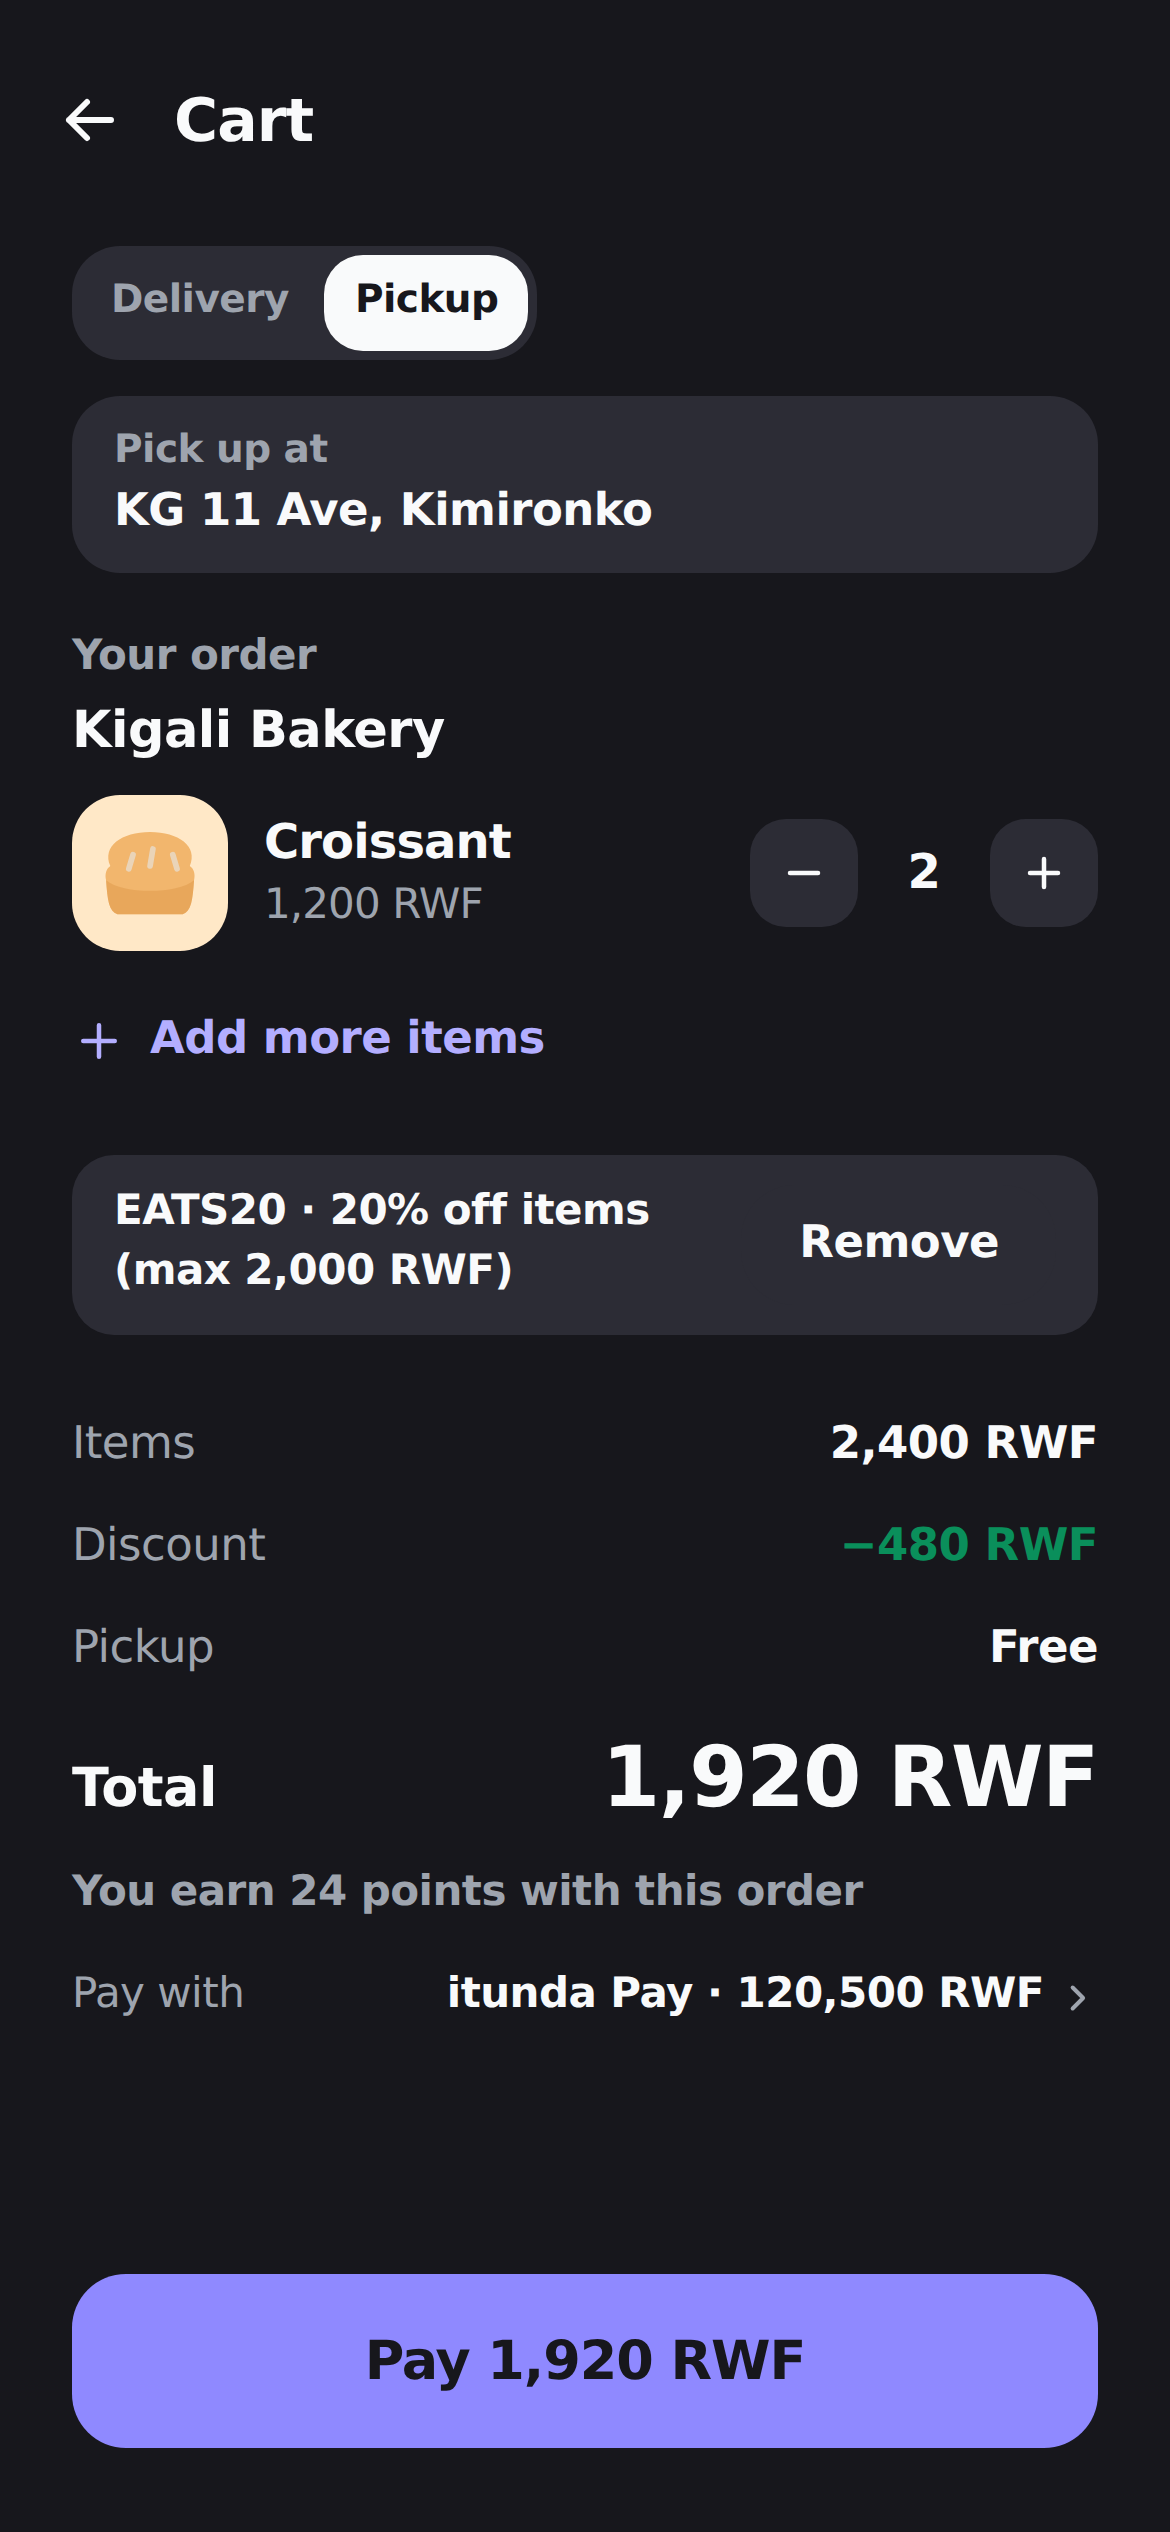 Cart
Delivery
Pickup
Pick up at
KG 11 Ave, Kimironko
Your order
Kigali Bakery
Croissant
1,200 RWF
2
Add more items
EATS20 · 20% off items
(max 2,000 RWF)
Remove
Items
2,400 RWF
Discount
−480 RWF
Pickup
Free
Total
1,920 RWF
You earn 24 points with this order
Pay with
itunda Pay · 120,500 RWF
Pay 1,920 RWF